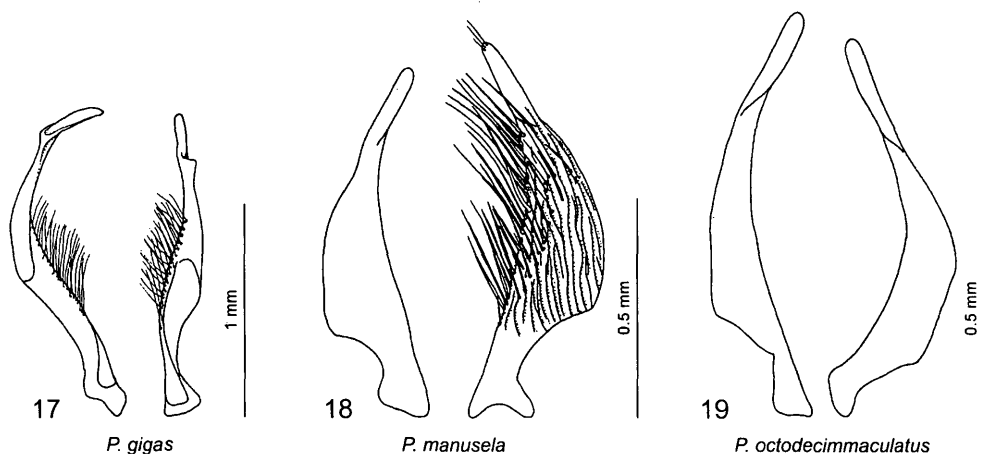 1 mm
0.5 mm
0.5 mm
17
18
19
P. gigas
P. manusela
P. octodecimmaculatus